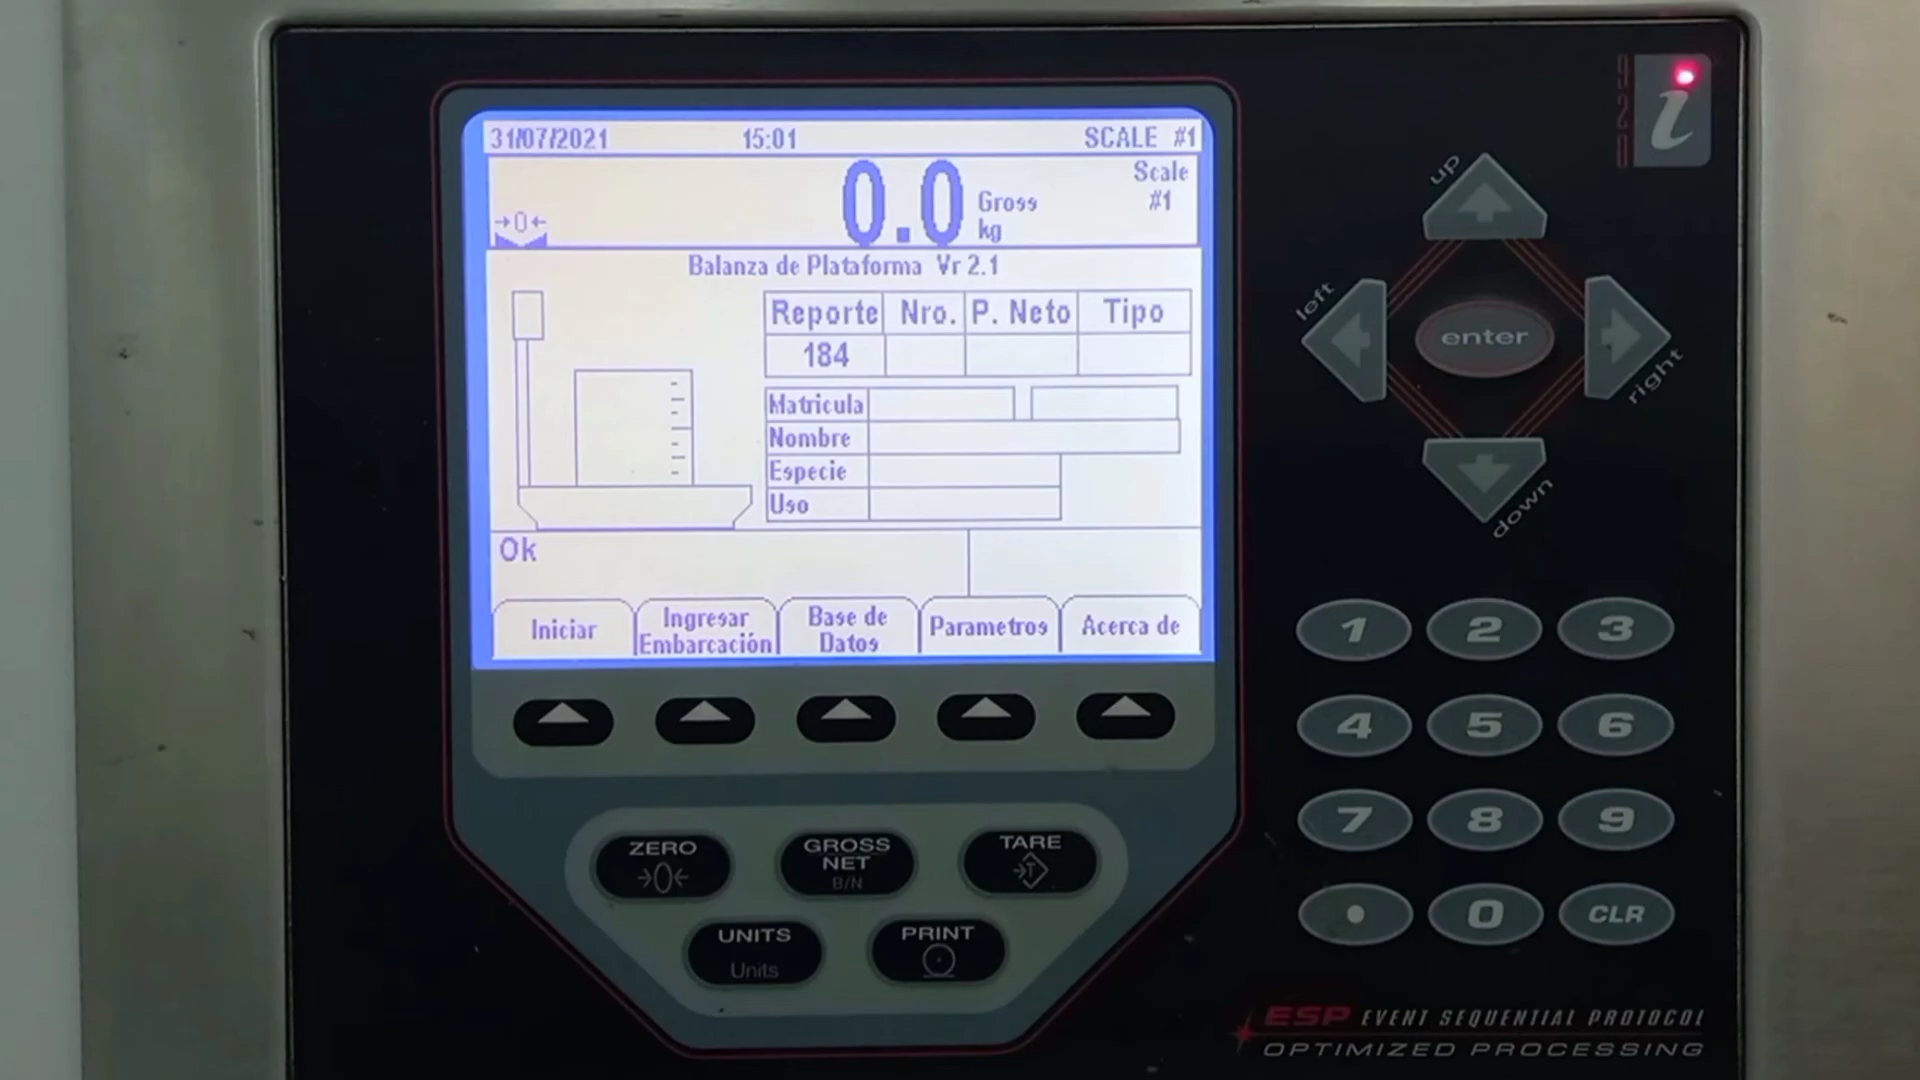 31/07/2021 15:01 SCALE #1
→0← 0.0 Gross kg Scale #1
Balanza de Plataforma Vr 2.1
Reporte Nro. P. Neto Tipo
184
Matricula
Nombre
Especie
Uso
Ok
Iniciar Ingresar Embarcación Base de Datos Parametros Acerca de
ZERO →0← GROSS NET B/N TARE →T←
UNITS Units PRINT
i
up
left enter right
down
1 2 3
4 5 6
7 8 9
• 0 CLR
ESP EVENT SEQUENTIAL PROTOCOL
OPTIMIZED PROCESSING